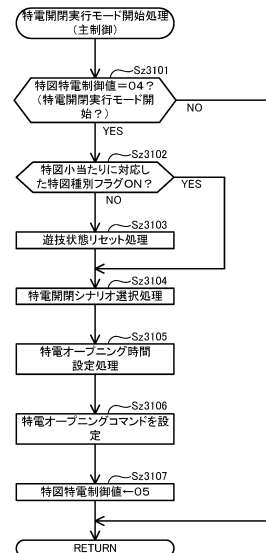 特電開閉実行モード開始処理
(主制御)
Sz3101
特図特電制御値=04?
(特電開閉実行モード開
始?)
NO
YES
Sz3102
特図小当たりに対応し
た特図種別フラグON?
YES
NO
Sz3103
遊技状態リセット処理
Sz3104
特電開閉シナリオ選択処理
Sz3105
特電オープニング時間
設定処理
Sz3106
特電オープニングコマンドを設
定
Sz3107
特図特電制御値←05
RETURN